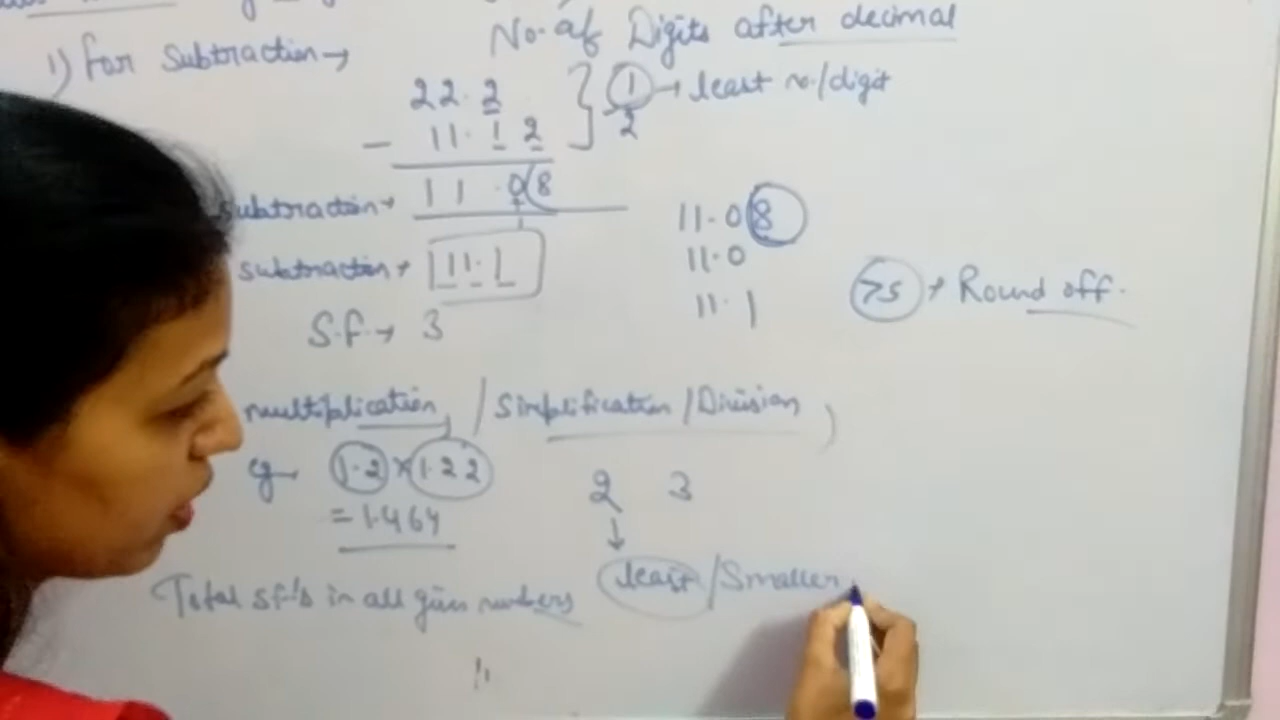 No. of Digits after decimal
1) For Subtraction →
22.2 } 1 → least no./digit
- 11.12 2
subtraction → 11.08
11.08
11.0
subtraction → 11.1
11.1
>5 → Round off.
S.F. → 3
multiplication / Simplification / Division
eg 1.2 × 1.22
2 3
= 1.464
↓
least / Smaller
Total S.F.'s in all given numbers